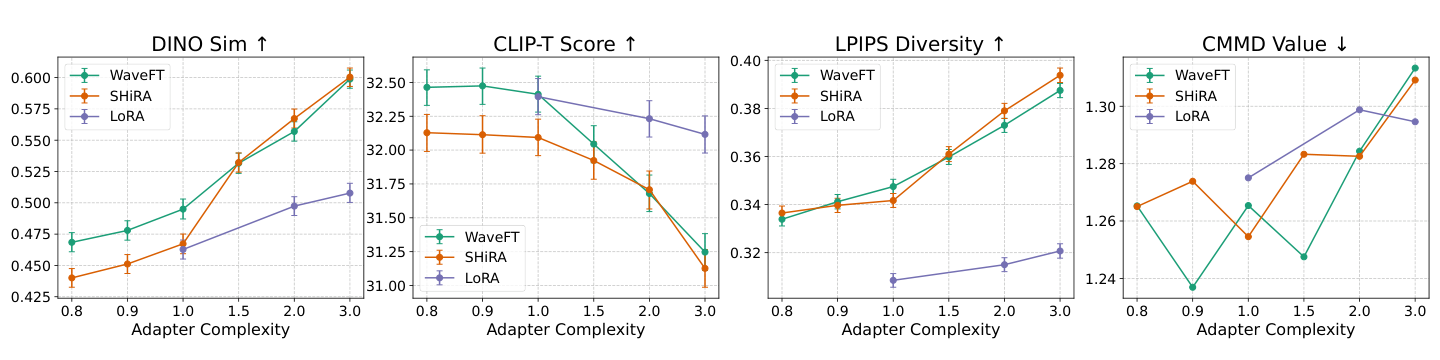 DINO Sim ↑
0.600
0.575
0.550
0.525
0.500
0.475
0.450
0.425
WaveFT
SHiRA
LoRA
0.8 0.9 1.0 1.5 2.0 3.0
Adapter Complexity
CLIP-T Score ↑
32.50
32.25
32.00
31.75
31.50
31.25
31.00
WaveFT
SHiRA
LoRA
0.8 0.9 1.0 1.5 2.0 3.0
Adapter Complexity
LPIPS Diversity ↑
0.40
0.38
0.36
0.34
0.32
WaveFT
SHiRA
LoRA
0.8 0.9 1.0 1.5 2.0 3.0
Adapter Complexity
CMMD Value ↓
1.30
1.28
1.26
1.24
WaveFT
SHiRA
LoRA
0.8 0.9 1.0 1.5 2.0 3.0
Adapter Complexity